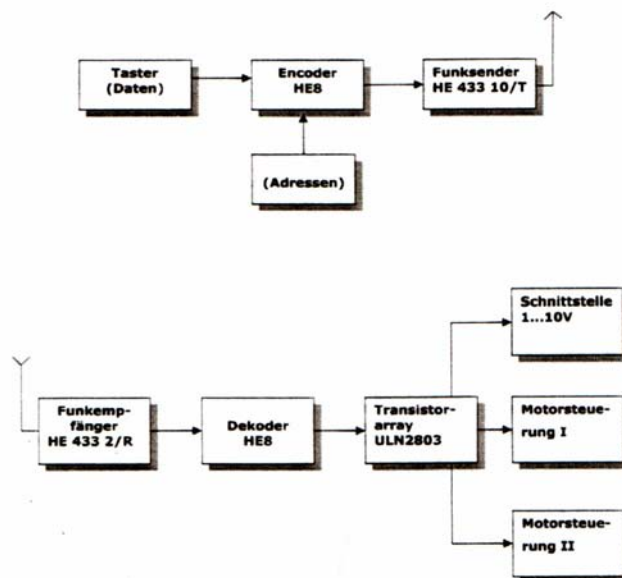 Taster
(Daten)
Encoder
HE8
Funksender
HE 433 10/T
(Adressen)
Schnittstelle
1...10V
Funkemp-
fänger
HE 433 2/R
Dekoder
HE8
Transistor-
array
ULN2803
Motorsteue-
rung I
Motorsteue-
rung II